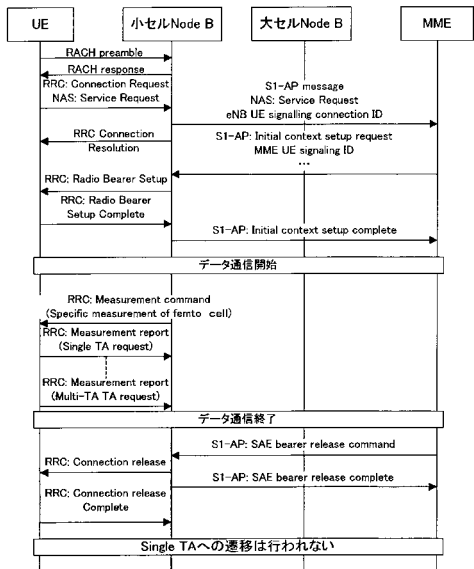 UE
小セルNode B
大セルNode B
MME
RACH preamble
RACH response
RRC: Connection Request
NAS: Service Request
S1-AP message
NAS: Service Request
eNB UE signalling connection ID
RRC Connection
Resolution
S1-AP: Initial context setup request
MME UE signaling ID
...
RRC: Radio Bearer Setup
RRC: Radio Bearer
Setup Complete
S1-AP: Initial context setup complete
データ通信開始
RRC: Measurement command
(Specific measurement of femto cell)
RRC: Measurement report
(Single TA request)
RRC: Measurement report
(Multi-TA TA request)
データ通信終了
S1-AP: SAE bearer release command
RRC: Connection release
S1-AP: SAE bearer release complete
RRC: Connection release
Complete
Single TAへの遷移は行われない